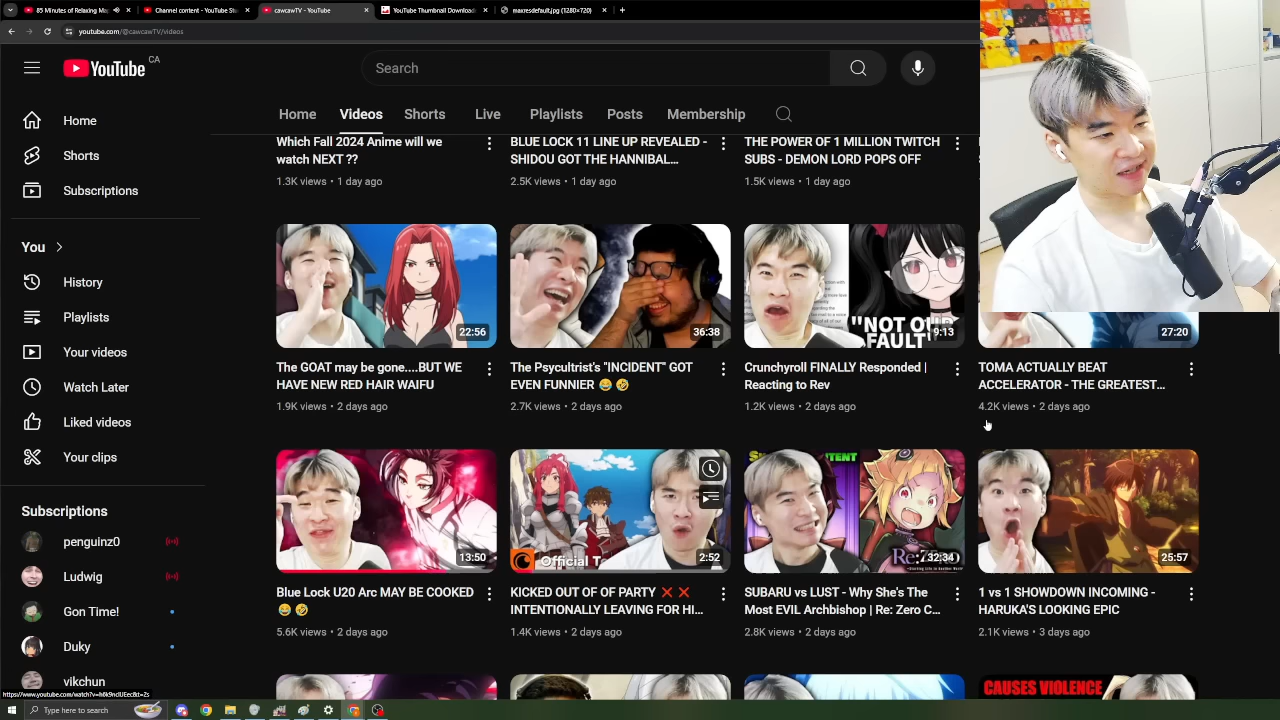 85 Minutes of Relaxing Ma
Channel content - YouTube Stu
cawcawTV - YouTube
YouTube Thumbnail Download
maxresdefault.jpg (1280×720)
youtube.com/@cawcawTV/videos
YouTube CA
Search
Home
Videos
Shorts
Live
Playlists
Posts
Membership
Home
Shorts
Subscriptions
You
History
Playlists
Your videos
Watch Later
Liked videos
Your clips
Subscriptions
penguinz0
Ludwig
Gon Time!
Duky
vikchun
Which Fall 2024 Anime will we
watch NEXT ??
1.3K views • 1 day ago
BLUE LOCK 11 LINE UP REVEALED -
SHIDOU GOT THE HANNIBAL...
2.5K views • 1 day ago
THE POWER OF 1 MILLION TWITCH
SUBS - DEMON LORD POPS OFF
1.5K views • 1 day ago
22:56
The GOAT may be gone....BUT WE
HAVE NEW RED HAIR WAIFU
1.9K views • 2 days ago
36:38
The Psycultrist's "INCIDENT" GOT
EVEN FUNNIER 😂 🤣
2.7K views • 2 days ago
"NOT OU
FAULT"
9:13
Crunchyroll FINALLY Responded |
Reacting to Rev
1.2K views • 2 days ago
27:20
TOMA ACTUALLY BEAT
ACCELERATOR - THE GREATEST...
4.2K views • 2 days ago
13:50
Blue Lock U20 Arc MAY BE COOKED
😂 🤣
5.6K views • 2 days ago
Official T
2:52
KICKED OUT OF OF PARTY ❌ ❌
INTENTIONALLY LEAVING FOR HI...
1.4K views • 2 days ago
Re:ZERO
32:34
SUBARU vs LUST - Why She's The
Most EVIL Archbishop | Re: Zero C...
2.8K views • 2 days ago
25:57
1 vs 1 SHOWDOWN INCOMING -
HARUKA'S LOOKING EPIC
2.1K views • 3 days ago
CAUSES VIOLENCE
Type here to search